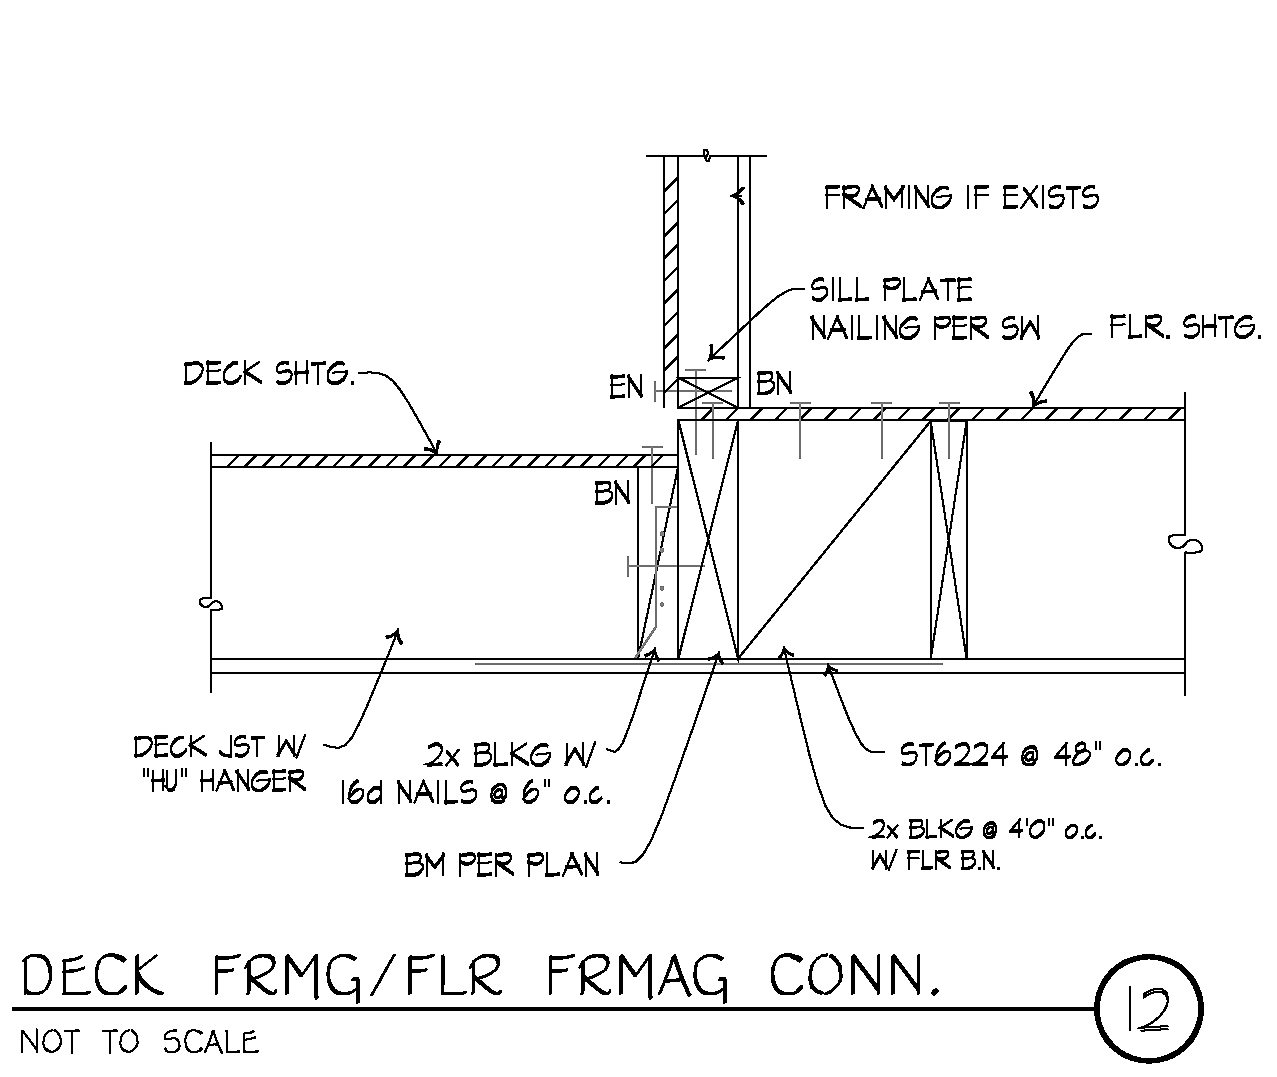 FRAMING IF EXISTS
SILL PLATE
NAILING PER SW
FLR. SHTG.
DECK SHTG.
EN
BN
BN
DECK JST W/
"HU" HANGER
2x BLKG W/
16d NAILS @ 6" o.c.
ST6224 @ 48" o.c.
2x BLKG @ 4'0" o.c.
W/ FLR B.N.
BM PER PLAN
DECK FRMG/FLR FRMAG CONN.
12
NOT TO SCALE